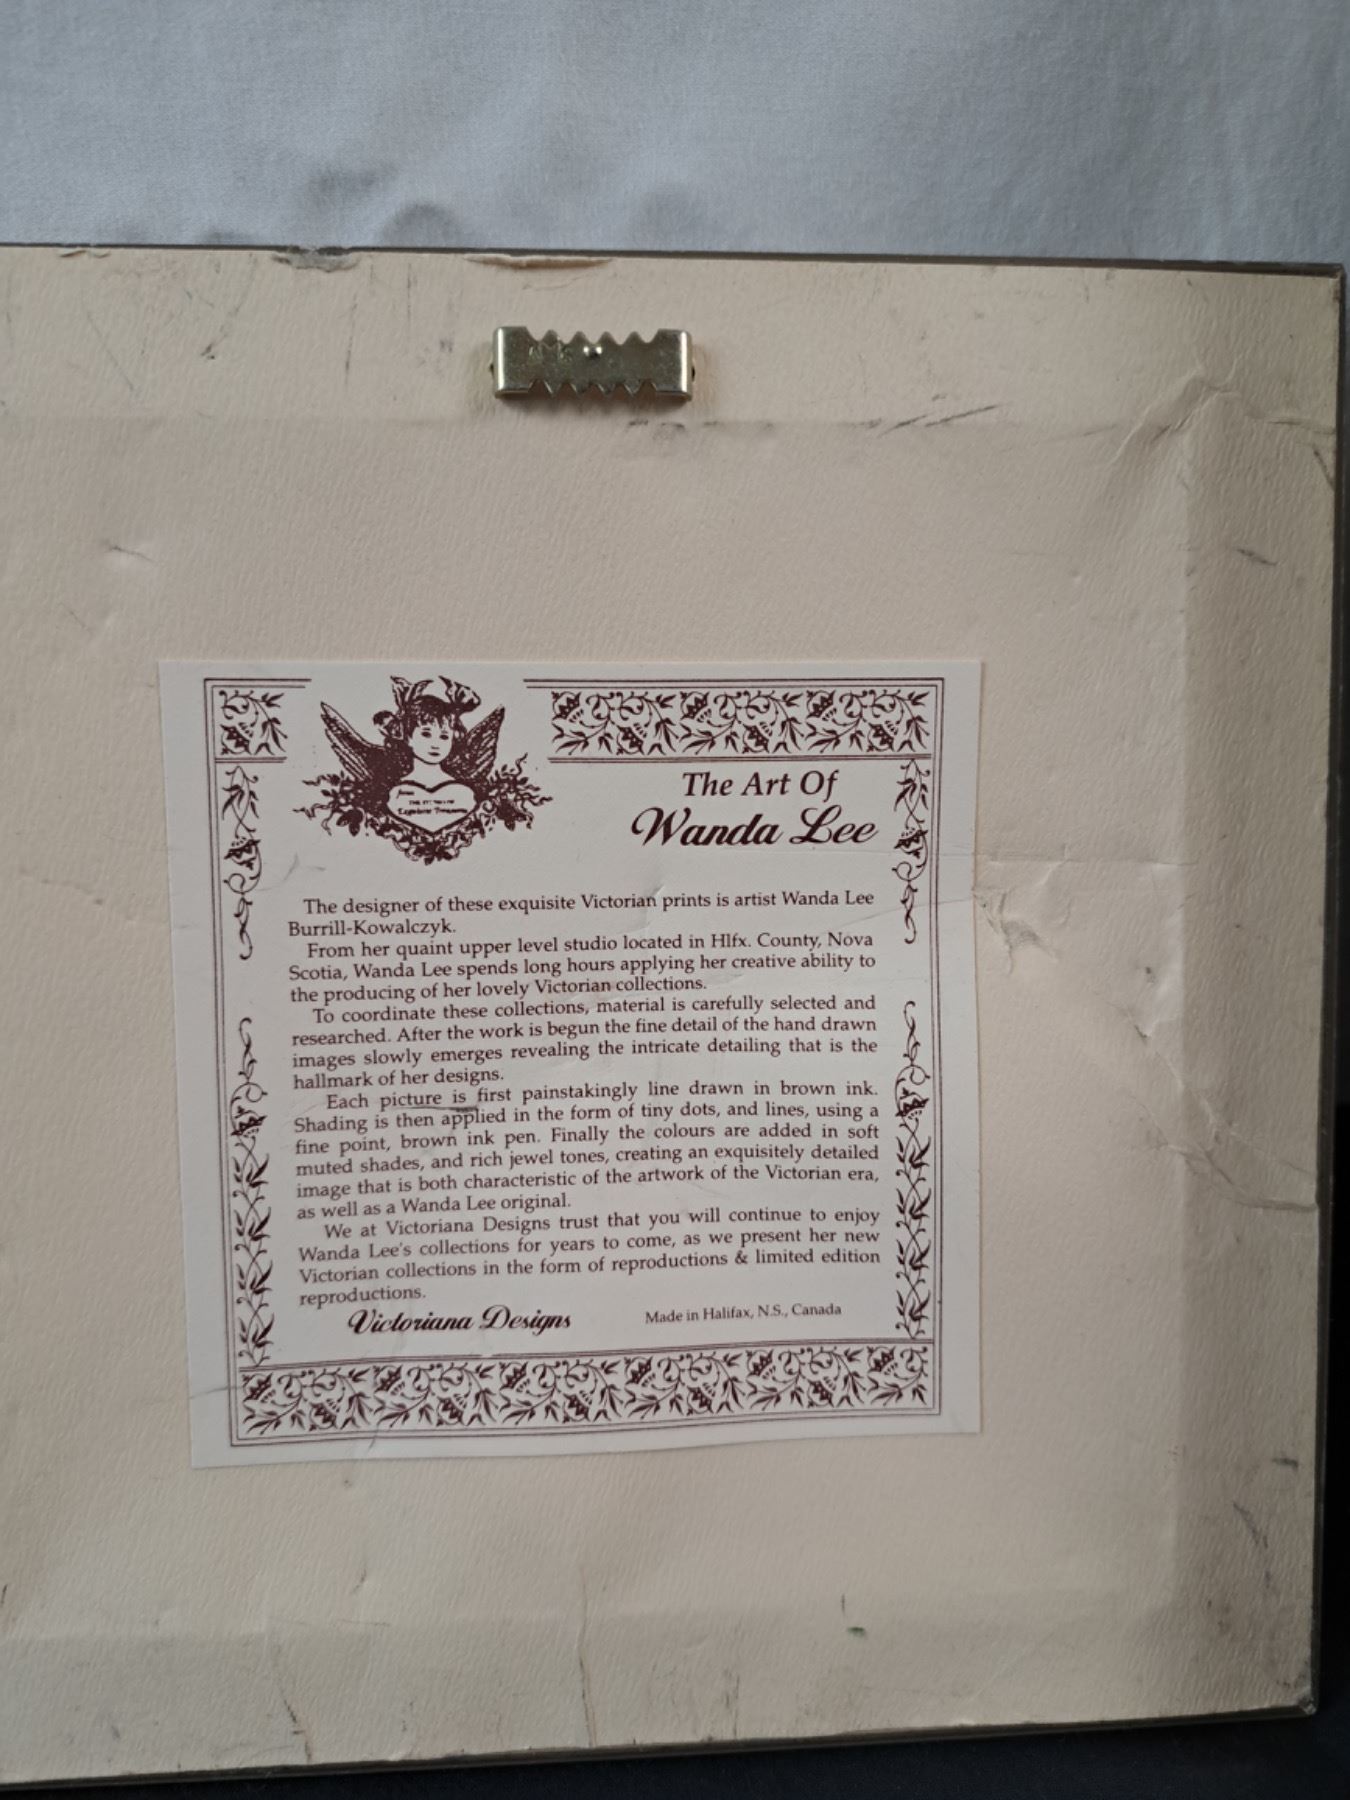 The Art Of
Wanda Lee
The designer of these exquisite Victorian prints is artist Wanda Lee
Burrill-Kowalczyk.
From her quaint upper level studio located in Hlfx. County, Nova
Scotia, Wanda Lee spends long hours applying her creative ability to
the producing of her lovely Victorian collections.
To coordinate these collections, material is carefully selected and
researched. After the work is begun the fine detail of the hand drawn
images slowly emerges revealing the intricate detailing that is the
hallmark of her designs.
Each picture is first painstakingly line drawn in brown ink.
Shading is then applied in the form of tiny dots, and lines, using a
fine point, brown ink pen. Finally the colours are added in soft
muted shades, and rich jewel tones, creating an exquisitely detailed
image that is both characteristic of the artwork of the Victorian era,
as well as a Wanda Lee original.
We at Victoriana Designs trust that you will continue to enjoy
Wanda Lee's collections for years to come, as we present her new
Victorian collections in the form of reproductions & limited edition
reproductions.
Victoriana Designs
Made in Halifax, N.S., Canada